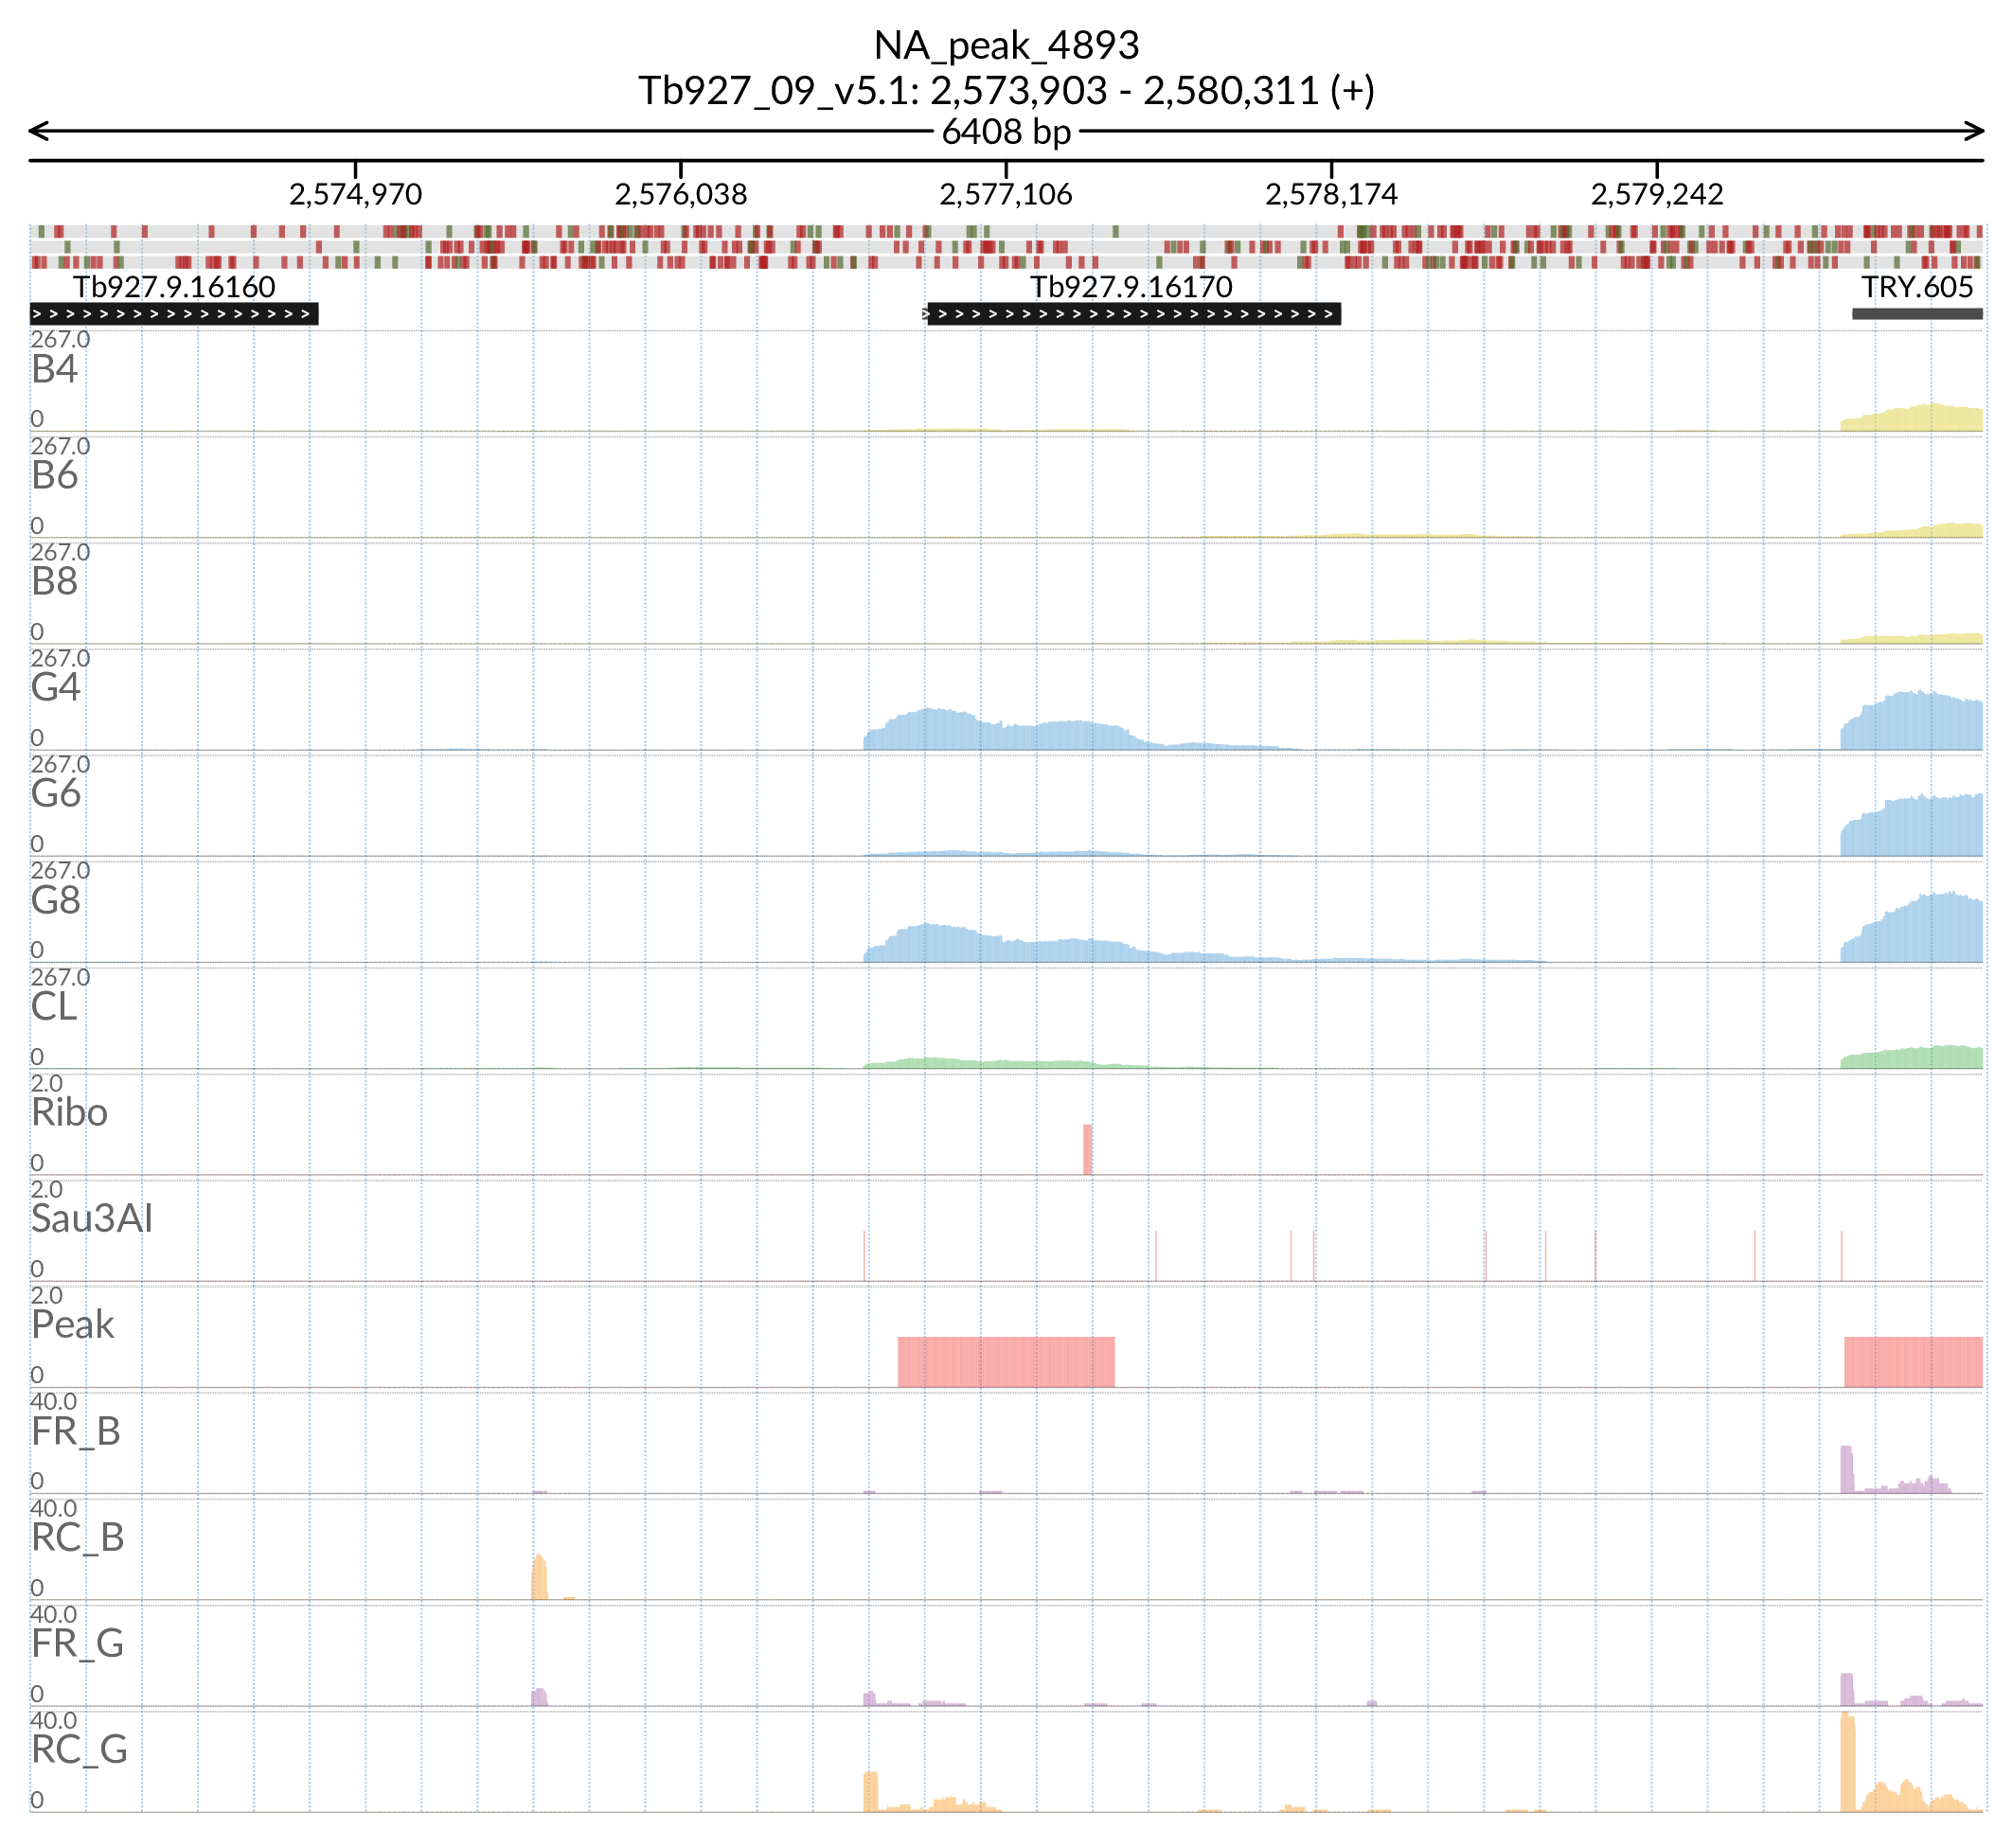 NA_peak_4893
Tb927_09_v5.1: 2,573,903 - 2,580,311 (+)
6408 bp
2,574,970 2,576,038 2,577,106 2,578,174 2,579,242
Tb927.9.16160 Tb927.9.16170 TRY.605
267.0
B4
0
267.0
B6
0
267.0
B8
0
267.0
G4
0
267.0
G6
0
267.0
G8
0
267.0
CL
0
2.0
Ribo
0
2.0
Sau3AI
0
2.0
Peak
0
40.0
FR_B
0
40.0
RC_B
0
40.0
FR_G
0
40.0
RC_G
0